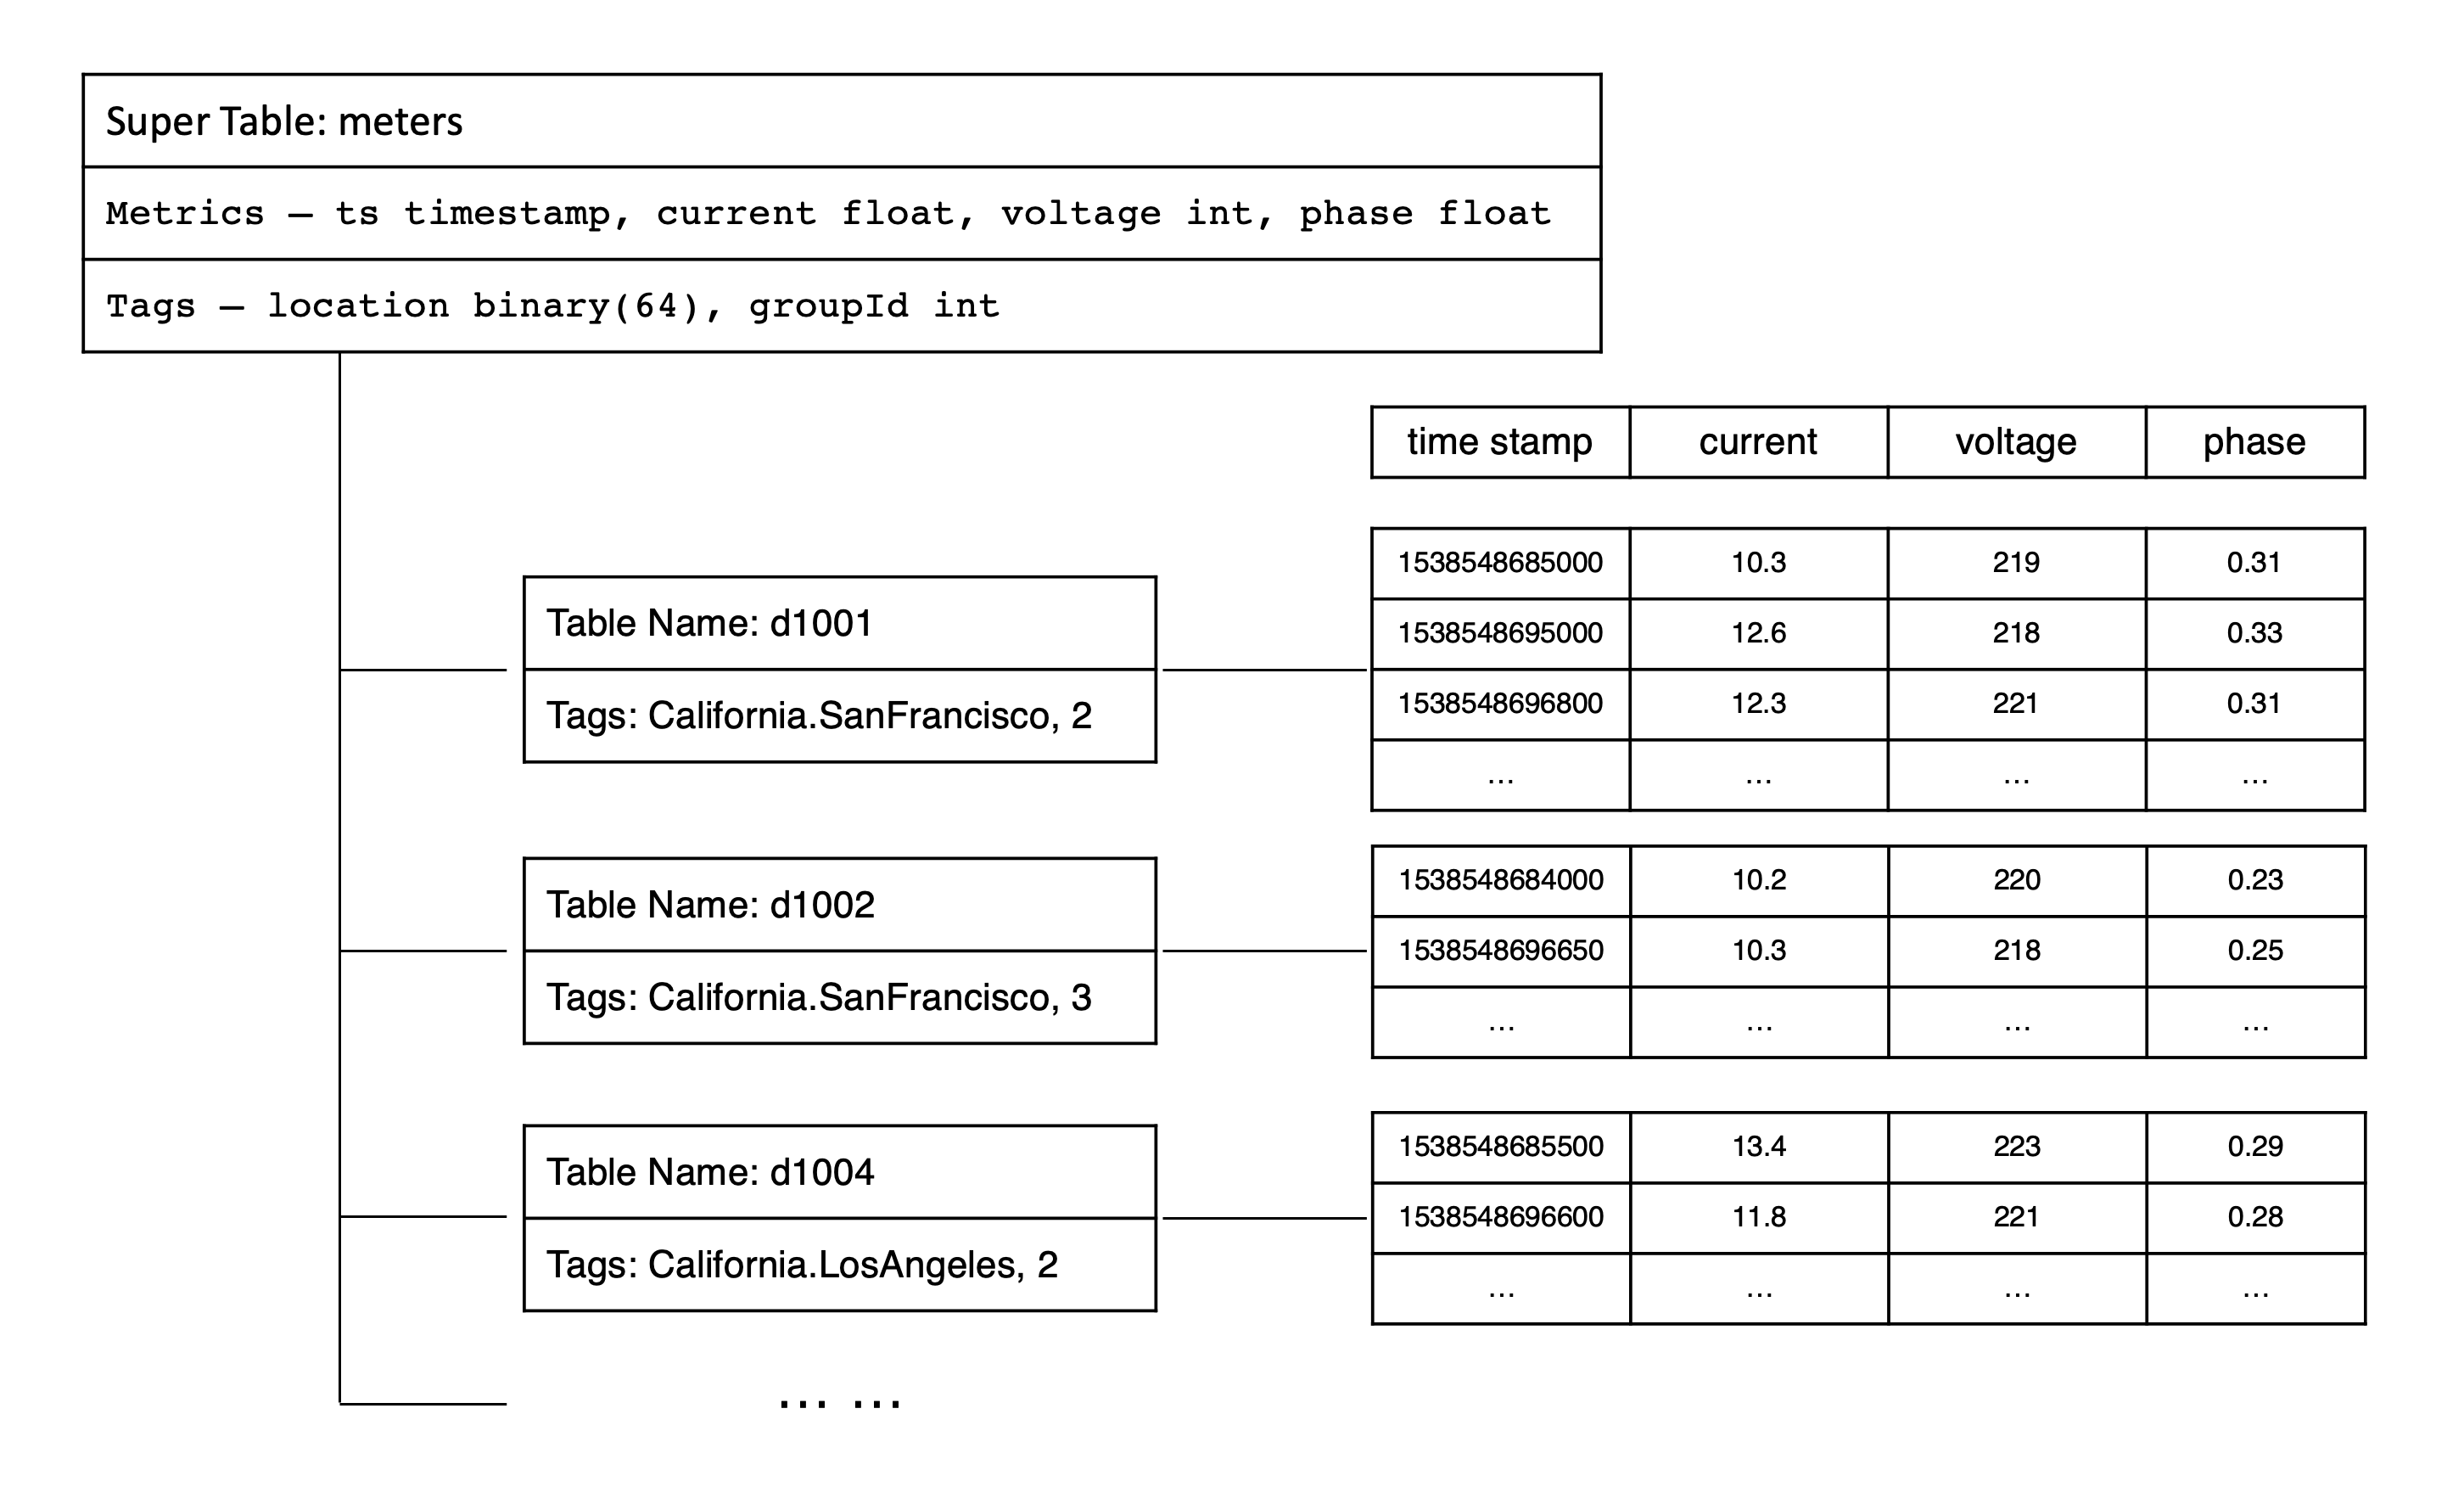 Super Table: meters
Metrics – ts timestamp, current float, voltage int, phase float
Tags – location binary(64), groupId int
time stamp current voltage phase
Table Name: d1001
Tags: California.SanFrancisco, 2
1538548685000 10.3 219 0.31
1538548695000 12.6 218 0.33
1538548696800 12.3 221 0.31
... ... ... ...
Table Name: d1002
Tags: California.SanFrancisco, 3
1538548684000 10.2 220 0.23
1538548696650 10.3 218 0.25
... ... ... ...
Table Name: d1004
Tags: California.LosAngeles, 2
1538548685500 13.4 223 0.29
1538548696600 11.8 221 0.28
... ... ... ...
... ...